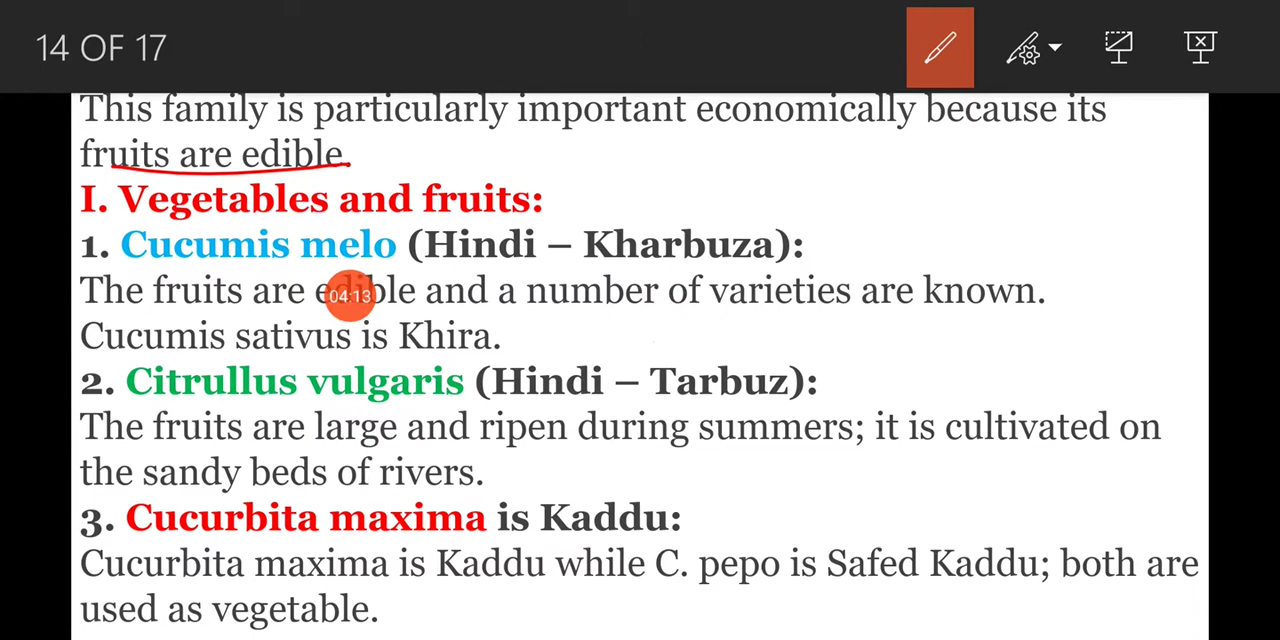 14 OF 17
This family is particularly important economically because its
fruits are edible.
I. Vegetables and fruits:
1. Cucumis melo (Hindi – Kharbuza):
The fruits are edible and a number of varieties are known.
04:13
Cucumis sativus is Khira.
2. Citrullus vulgaris (Hindi – Tarbuz):
The fruits are large and ripen during summers; it is cultivated on
the sandy beds of rivers.
3. Cucurbita maxima is Kaddu:
Cucurbita maxima is Kaddu while C. pepo is Safed Kaddu; both are
used as vegetable.